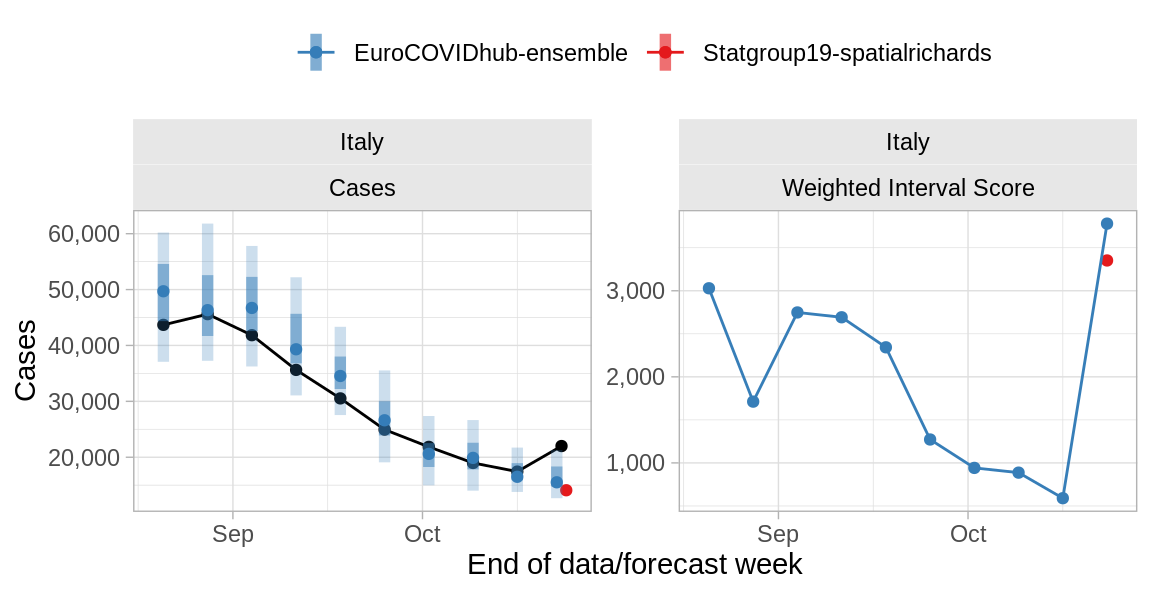 EuroCOVIDhub-ensemble Statgroup19-spatialrichards
Italy
Cases
60,000
50,000
40,000
30,000
20,000
Cases
Sep Oct
Italy
Weighted Interval Score
3,000
2,000
1,000
Sep Oct
End of data/forecast week